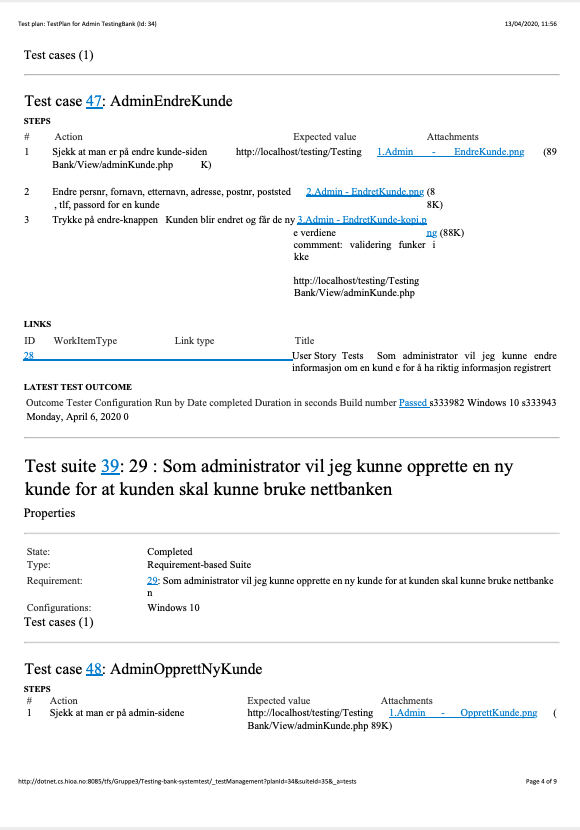 Test plan: TestPlan for Admin TestingBank (Id: 34) 13/04/2020, 11:56
Test cases (1)
Test case 47: AdminEndreKunde
STEPS
# Action Expected value Attachments
1 Sjekk at man er på endre kunde-siden http://localhost/testing/Testing 1.Admin - EndreKunde.png (89
Bank/View/adminKunde.php K)
2 Endre persnr, fornavn, etternavn, adresse, postnr, poststed 2.Admin - EndretKunde.png (8
, tlf, passord for en kunde 8K)
3 Trykke på endre-knappen Kunden blir endret og får de ny 3.Admin - EndretKunde-kopi.p
e verdiene ng (88K)
commment: validering funker i
kke
http://localhost/testing/Testing
Bank/View/adminKunde.php
LINKS
ID WorkItemType Link type Title
28 User Story Tests Som administrator vil jeg kunne endre
informasjon om en kund e for å ha riktig informasjon registrert
LATEST TEST OUTCOME
Outcome Tester Configuration Run by Date completed Duration in seconds Build number Passed s333982 Windows 10 s333943
Monday, April 6, 2020 0
Test suite 39: 29 : Som administrator vil jeg kunne opprette en ny
kunde for at kunden skal kunne bruke nettbanken
Properties
State: Completed
Type: Requirement-based Suite
Requirement: 29: Som administrator vil jeg kunne opprette en ny kunde for at kunden skal kunne bruke nettbanke
n
Configurations: Windows 10
Test cases (1)
Test case 48: AdminOpprettNyKunde
STEPS
# Action Expected value Attachments
1 Sjekk at man er på admin-sidene http://localhost/testing/Testing 1.Admin - OpprettKunde.png (
Bank/View/adminKunde.php 89K)
http://dotnet.cs.hioa.no:8085/tfs/Gruppe3/Testing-bank-systemtest/_testManagement?planId=34&suiteId=35&_a=tests Page 4 of 9